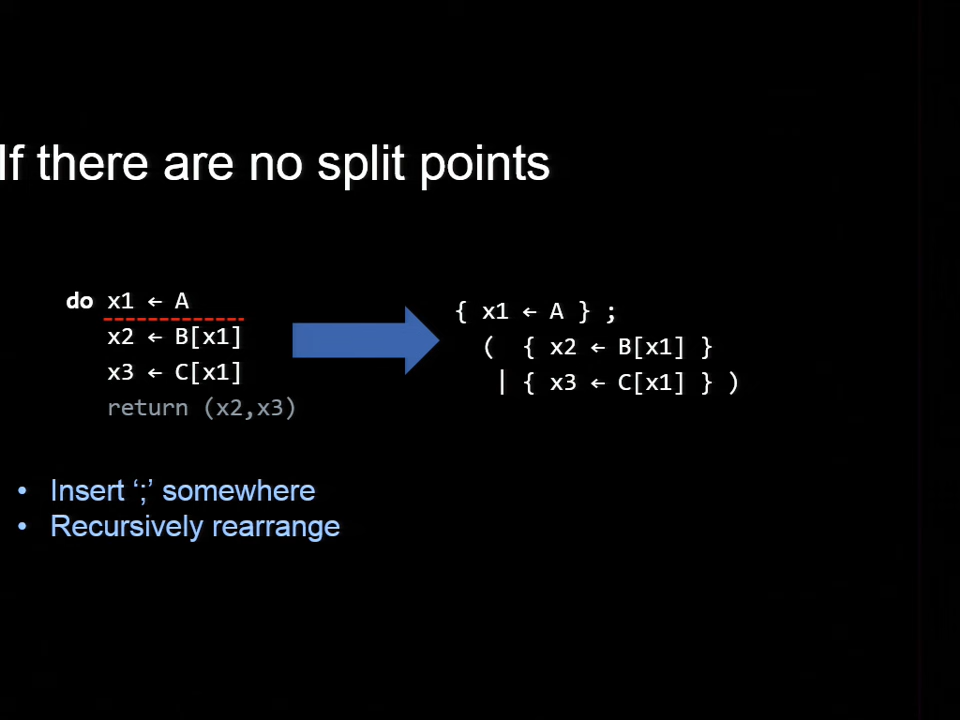 If there are no split points
do x1 ← A
x2 ← B[x1]
x3 ← C[x1]
return (x2,x3)
{ x1 ← A } ;
( { x2 ← B[x1] }
| { x3 ← C[x1] } )
• Insert ‘;’ somewhere
• Recursively rearrange